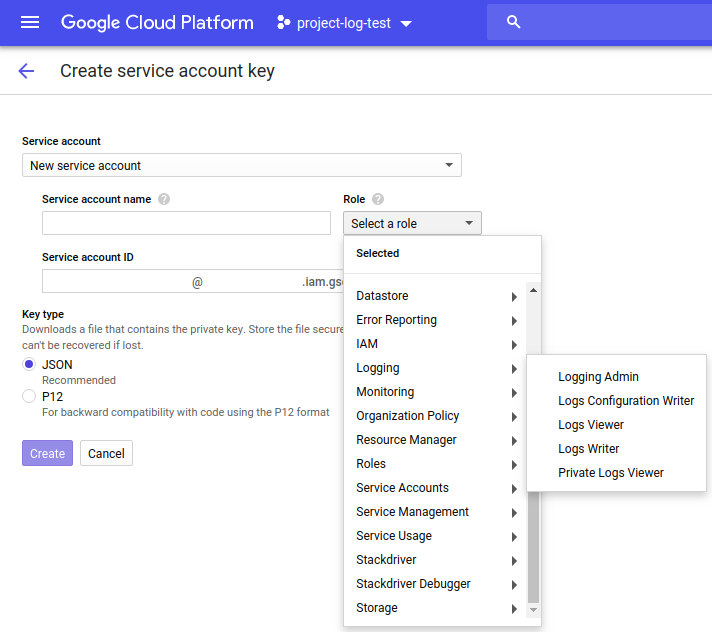 Google Cloud Platform project-log-test
Create service account key
Service account
New service account
Service account name ? Role ?
Select a role
Selected
Service account ID
@ .iam.gs
Key type
Downloads a file that contains the private key. Store the file secure
can't be recovered if lost.
JSON
Recommended
P12
For backward compatibility with code using the P12 format
Create Cancel
Datastore
Error Reporting
IAM
Logging
Monitoring
Organization Policy
Resource Manager
Roles
Service Accounts
Service Management
Service Usage
Stackdriver
Stackdriver Debugger
Storage
Logging Admin
Logs Configuration Writer
Logs Viewer
Logs Writer
Private Logs Viewer